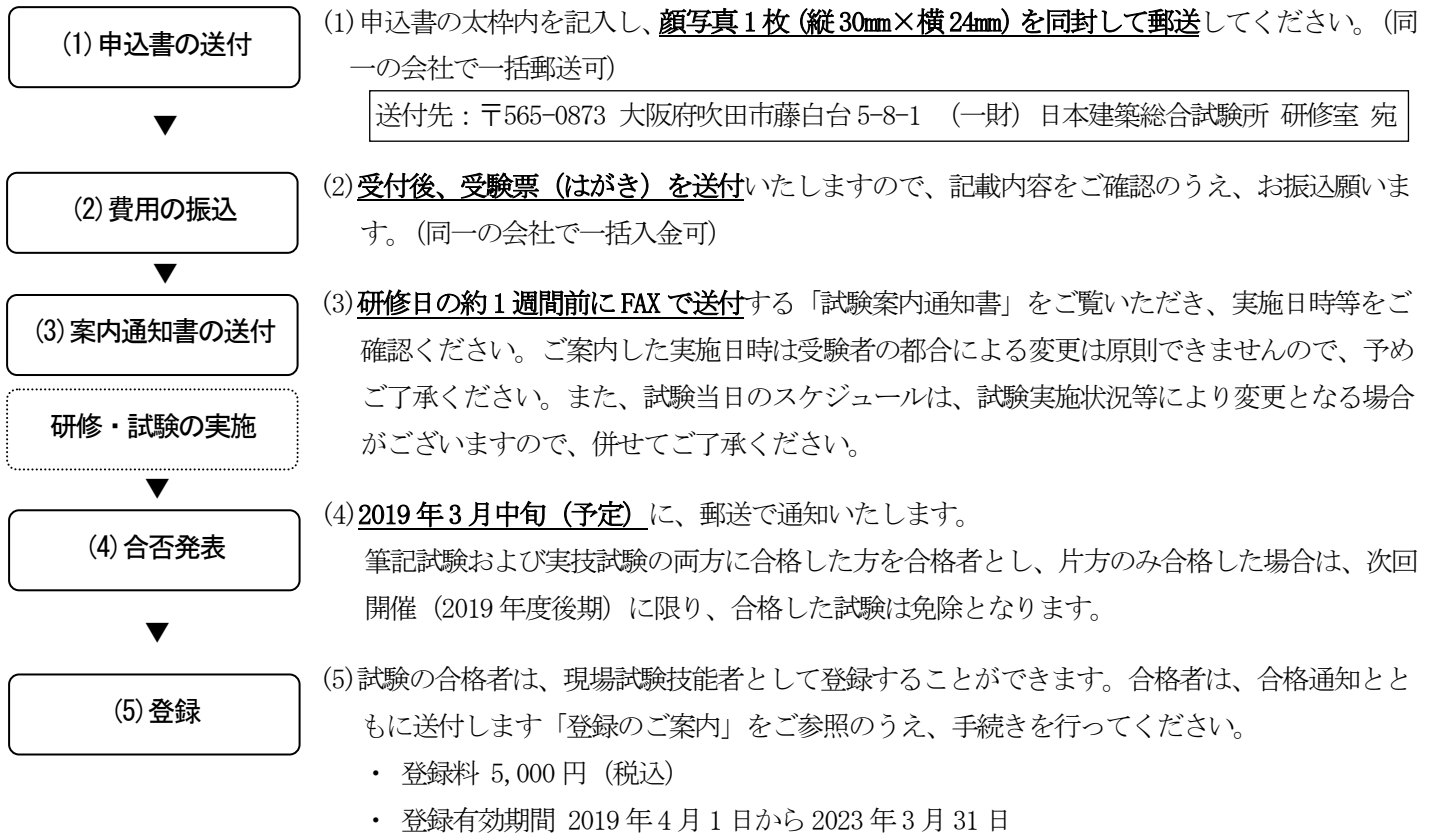 (1)申込書の送付
(1)申込書の太枠内を記入し、顔写真1枚(縦30㎜×横24㎜)を同封して郵送してください。(同
一の会社で一括郵送可)
送付先：〒565-0873 大阪府吹田市藤白台5-8-1 (一財) 日本建築総合試験所 研修室 宛
▼
(2)費用の振込
(2)受付後、受験票（はがき）を送付いたしますので、記載内容をご確認のうえ、お振込願いま
す。(同一の会社で一括入金可)
▼
(3)案内通知書の送付
(3)研修日の約1週間前にFAXで送付する「試験案内通知書」をご覧いただき、実施日時等をご
確認ください。ご案内した実施日時は受験者の都合による変更は原則できませんので、予め
ご了承ください。また、試験当日のスケジュールは、試験実施状況等により変更となる場合
がございますので、併せてご了承ください。
研修・試験の実施
▼
(4)合否発表
(4)2019年3月中旬（予定）に、郵送で通知いたします。
筆記試験および実技試験の両方に合格した方を合格者とし、片方のみ合格した場合は、次回
開催（2019年度後期）に限り、合格した試験は免除となります。
▼
(5)登録
(5)試験の合格者は、現場試験技能者として登録することができます。合格者は、合格通知とと
もに送付します「登録のご案内」をご参照のうえ、手続きを行ってください。
・ 登録料 5,000円（税込）
・ 登録有効期間 2019年4月1日から2023年3月31日